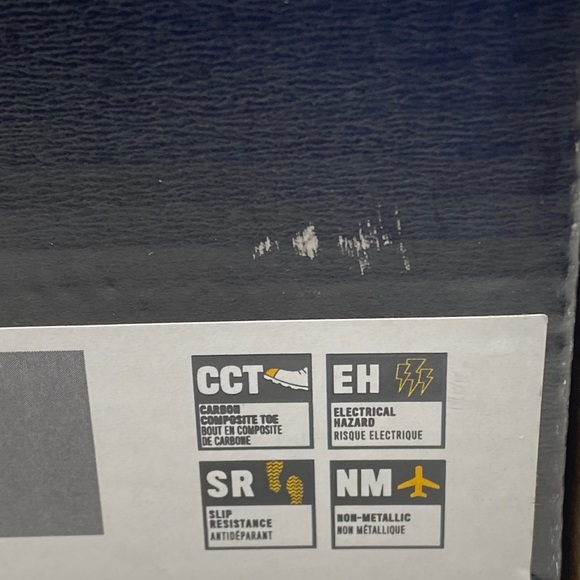 CCT
CARBON
COMPOSITE TOE
BOUT EN COMPOSITE
DE CARBONE
EH
ELECTRICAL
HAZARD
RISQUE ELECTRIQUE
SR
SLIP
RESISTANCE
ANTIDÉPARANT
NM
NON-METALLIC
NON MÉTALLIQUE